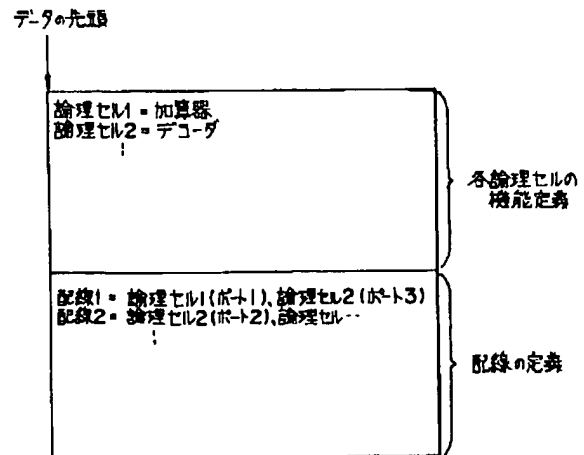 データの先頭
論理セル1 = 加算器
論理セル2 = デコーダ
各論理セルの
機能定義
配線1 = 論理セル1(ポート1)、論理セル2(ポート3)
配線2 = 論理セル2(ポート2)、論理セル…
配線の定義